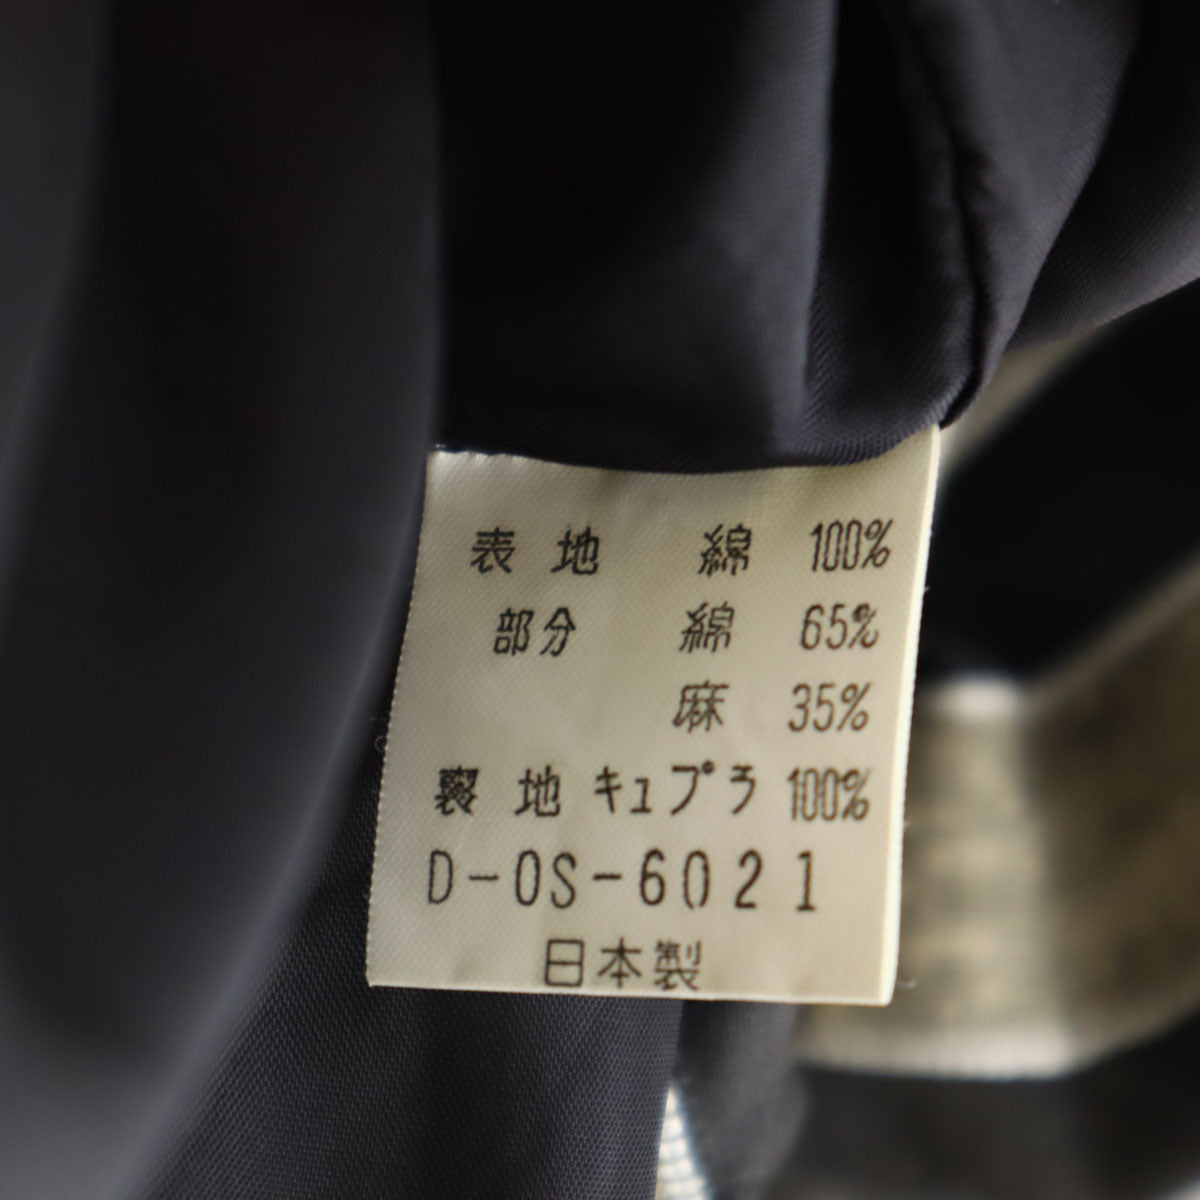 表地 綿 100%
部分 綿 65%
麻 35%
裏地 キュプラ 100%
D-OS-6021
日本製